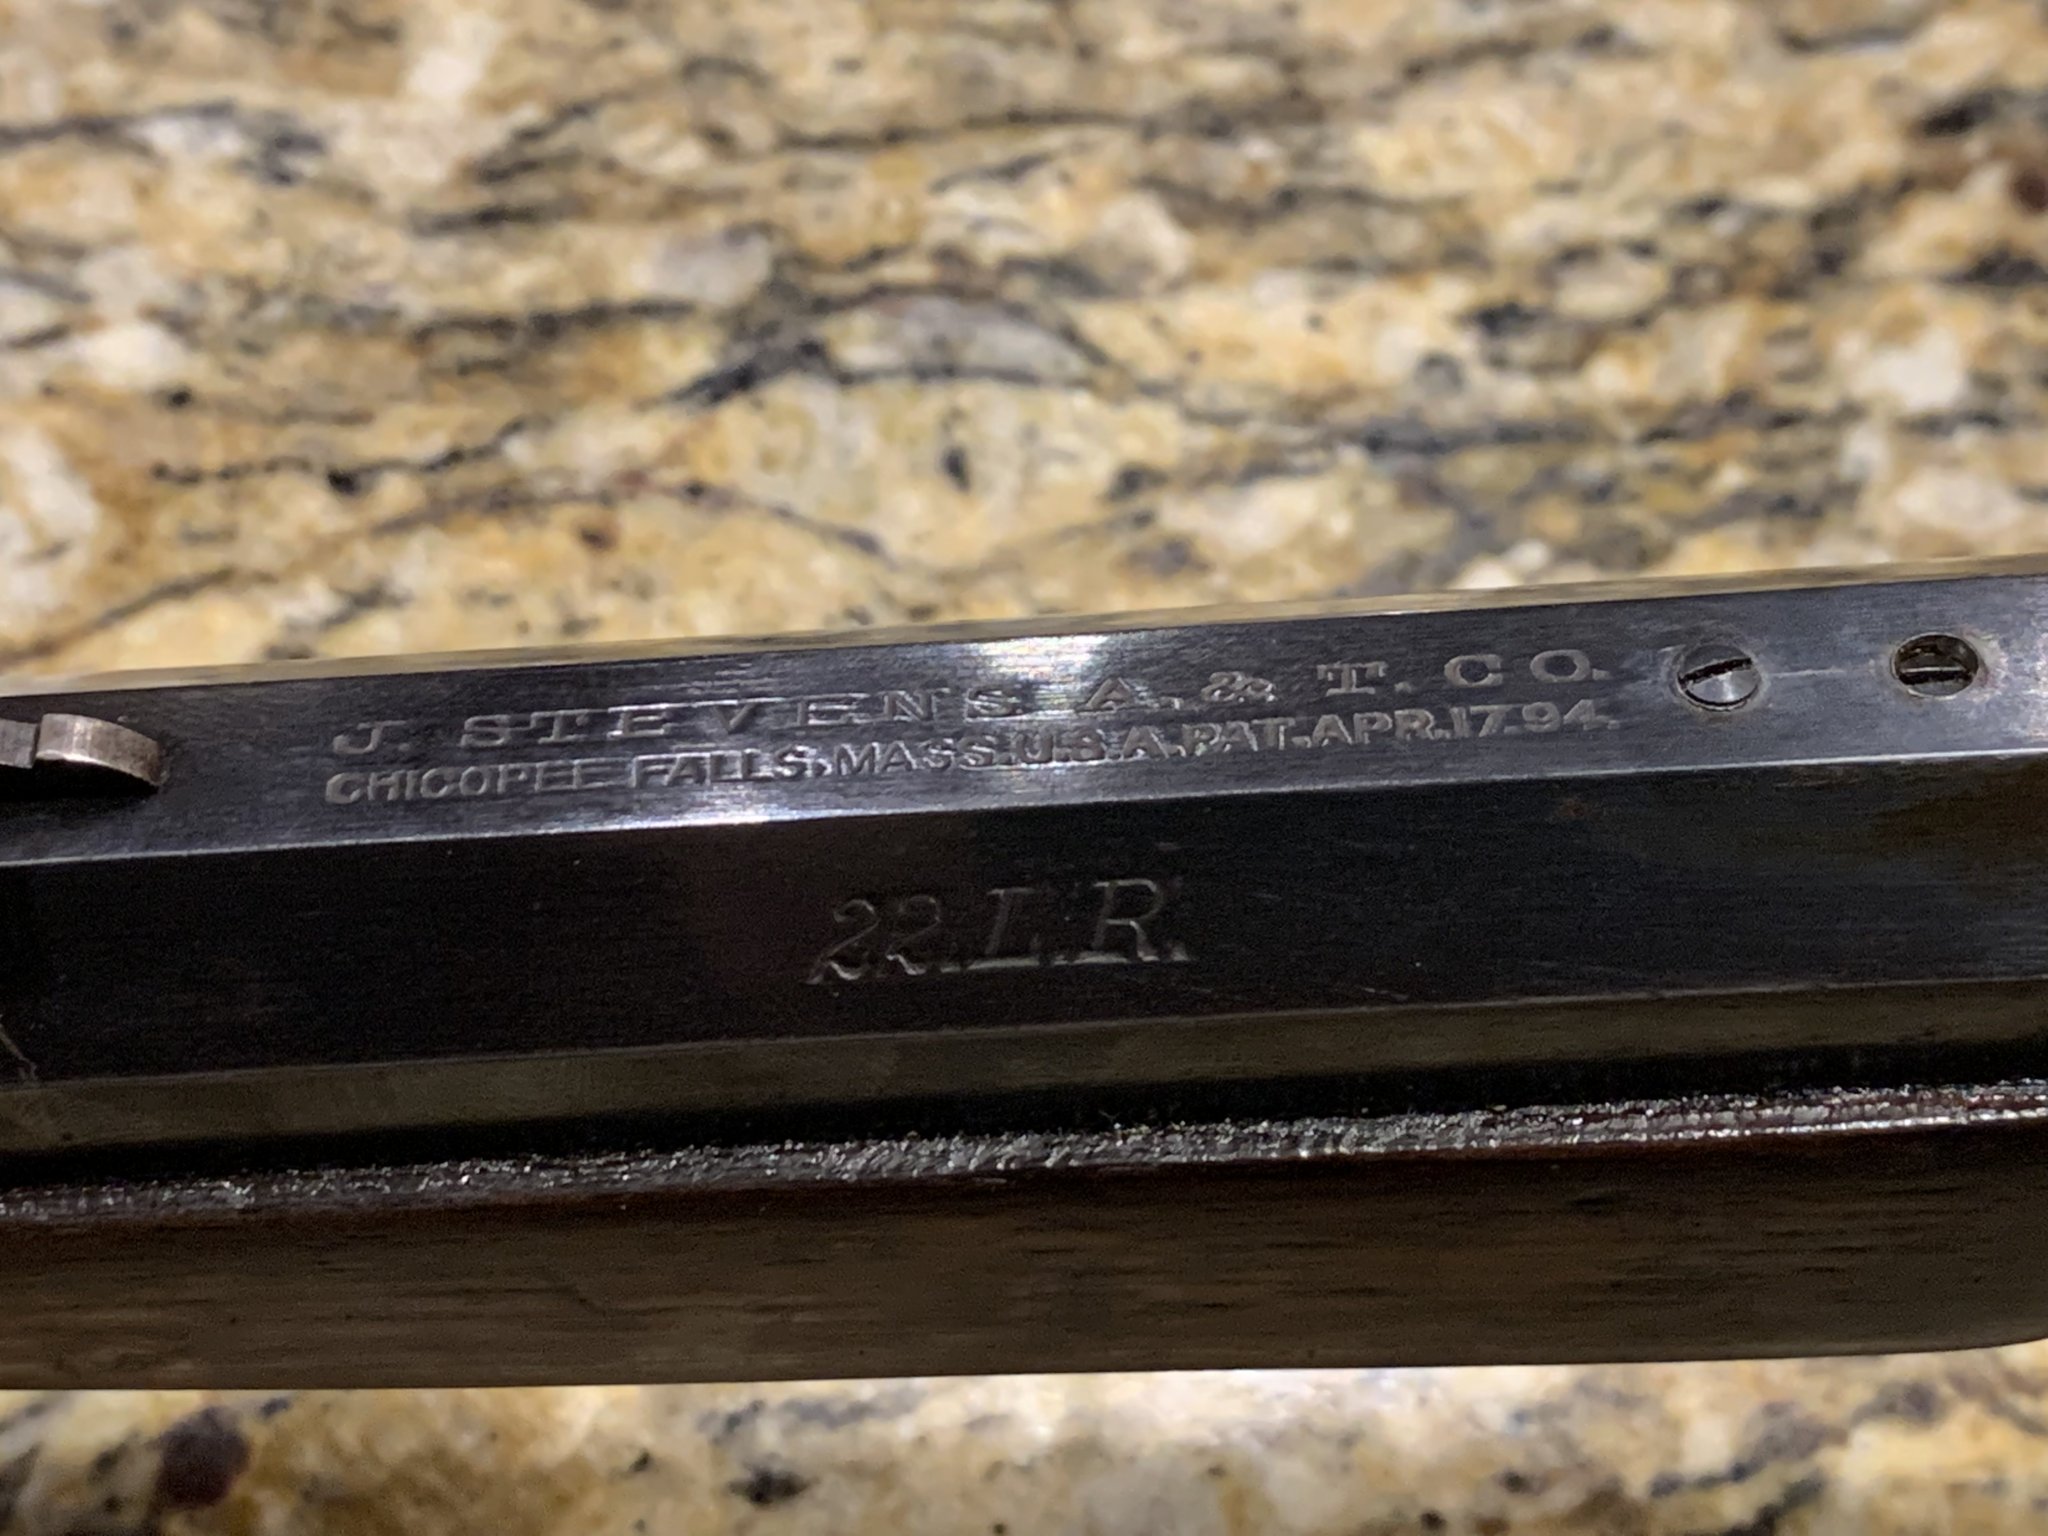 J. STEVENS A. & T. CO.
CHICOPEE FALLS. MASS. U.S.A. PAT. APR. 17. 94.
22. L. R.